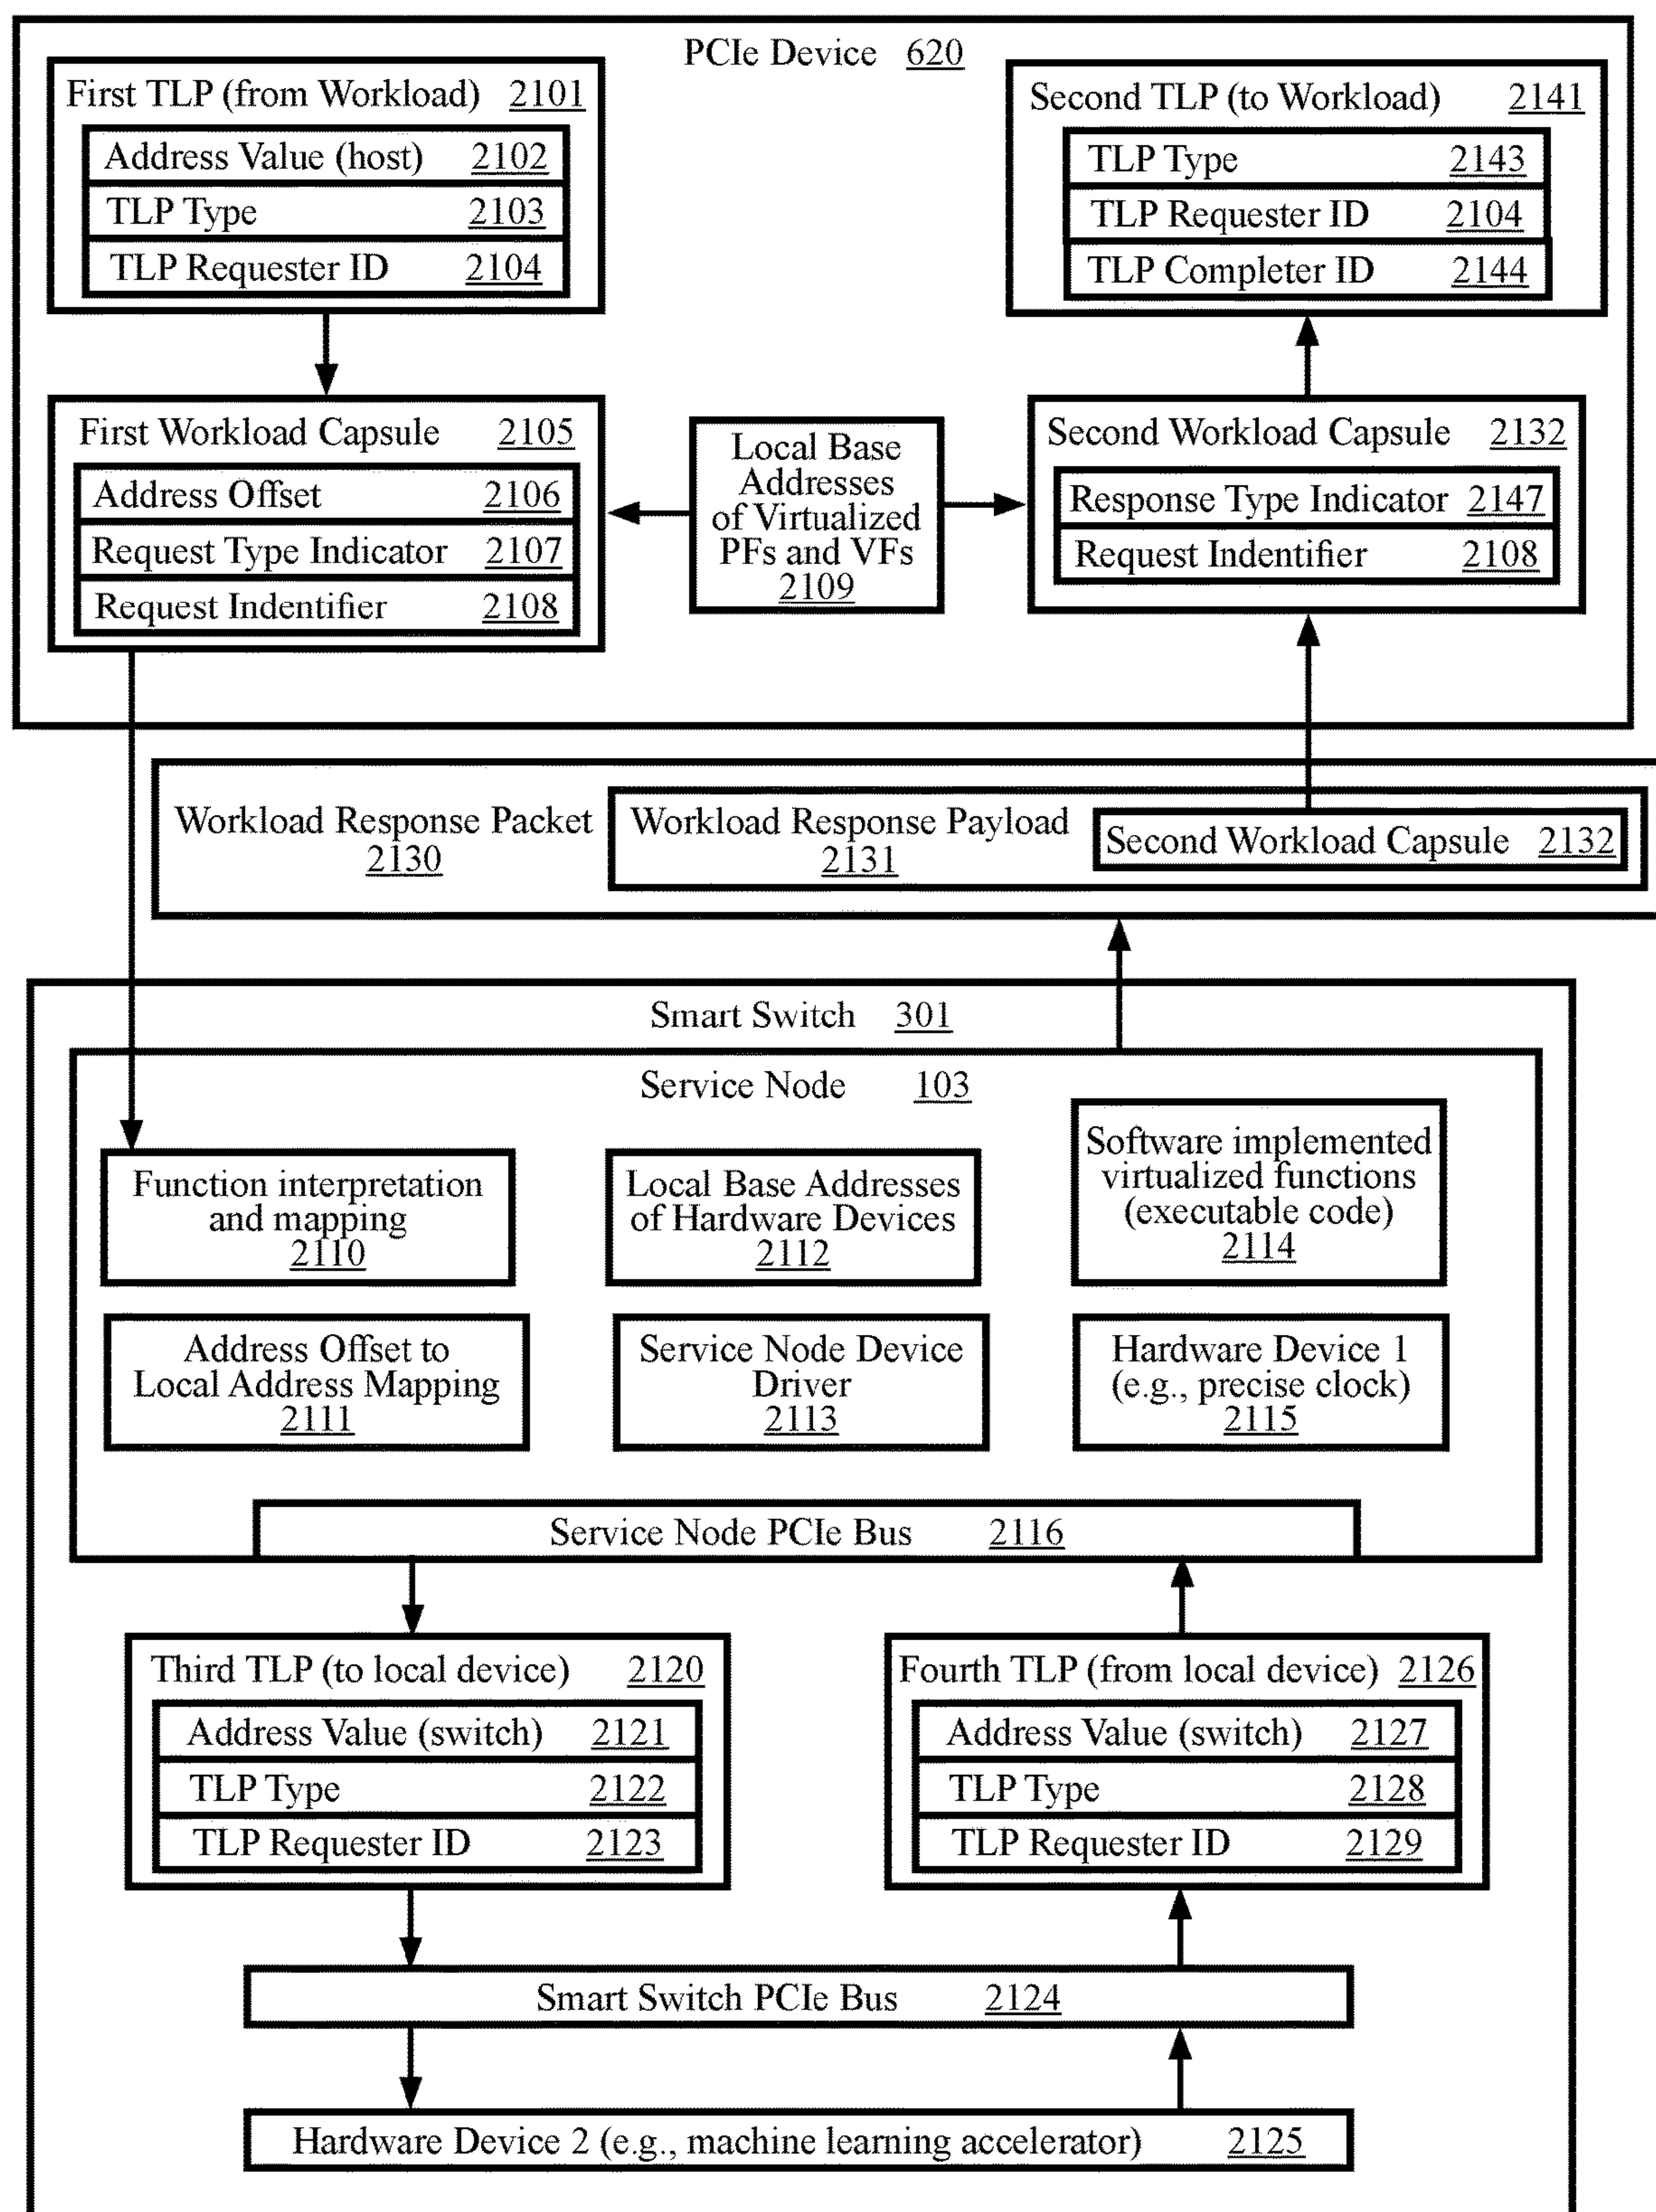 PCIe Device 620
First TLP (from Workload) 2101
Address Value (host) 2102
TLP Type 2103
TLP Requester ID 2104
Second TLP (to Workload) 2141
TLP Type 2143
TLP Requester ID 2104
TLP Completer ID 2144
First Workload Capsule 2105
Address Offset 2106
Request Type Indicator 2107
Request Indentifier 2108
Local Base
Addresses
of Virtualized
PFs and VFs
2109
Second Workload Capsule 2132
Response Type Indicator 2147
Request Indentifier 2108
Workload Response Packet
2130
Workload Response Payload
2131
Second Workload Capsule 2132
Smart Switch 301
Service Node 103
Function interpretation
and mapping
2110
Local Base Addresses
of Hardware Devices
2112
Software implemented
virtualized functions
(executable code)
2114
Address Offset to
Local Address Mapping
2111
Service Node Device
Driver
2113
Hardware Device 1
(e.g., precise clock)
2115
Service Node PCIe Bus 2116
Third TLP (to local device) 2120
Address Value (switch) 2121
TLP Type 2122
TLP Requester ID 2123
Fourth TLP (from local device) 2126
Address Value (switch) 2127
TLP Type 2128
TLP Requester ID 2129
Smart Switch PCIe Bus 2124
Hardware Device 2 (e.g., machine learning accelerator) 2125